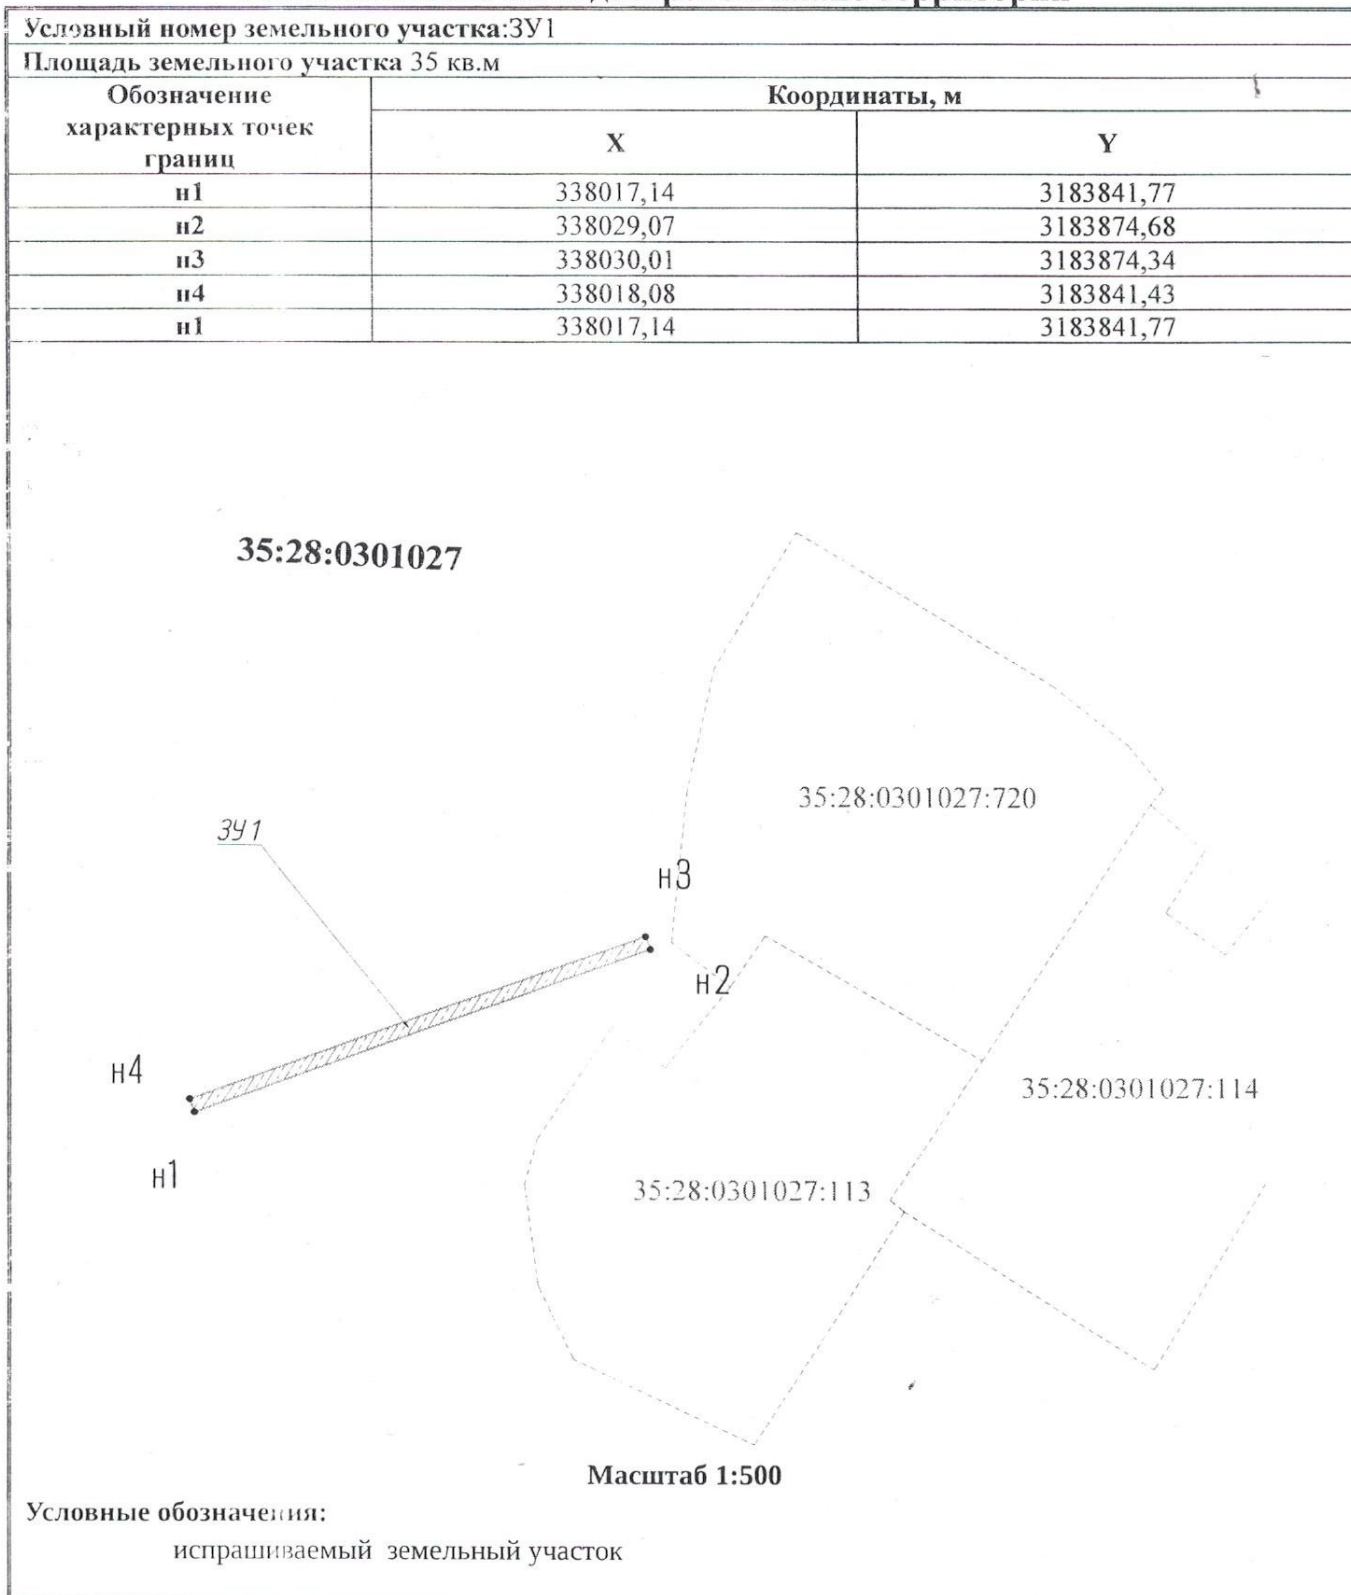 Условный номер земельного участка:ЗУ1
Площадь земельного участка 35 кв.м
Обозначение характерных точек границ
Координаты, м
X
Y
н1 338017,14 3183841,77
н2 338029,07 3183874,68
н3 338030,01 3183874,34
н4 338018,08 3183841,43
н1 338017,14 3183841,77
35:28:0301027
35:28:0301027:720
ЗУ1
н3
н2
н4
35:28:0301027:114
н1
35:28:0301027:113
Масштаб 1:500
Условные обозначения:
испрашиваемый земельный участок